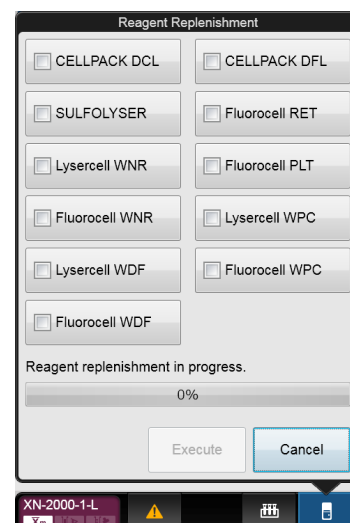 Reagent Replenishment
CELLPACK DCL
CELLPACK DFL
SULFOLYSER
Fluorocell RET
Lysercell WNR
Fluorocell PLT
Fluorocell WNR
Lysercell WPC
Lysercell WDF
Fluorocell WPC
Fluorocell WDF
Reagent replenishment in progress.
0%
Execute
Cancel
XN-2000-1-L